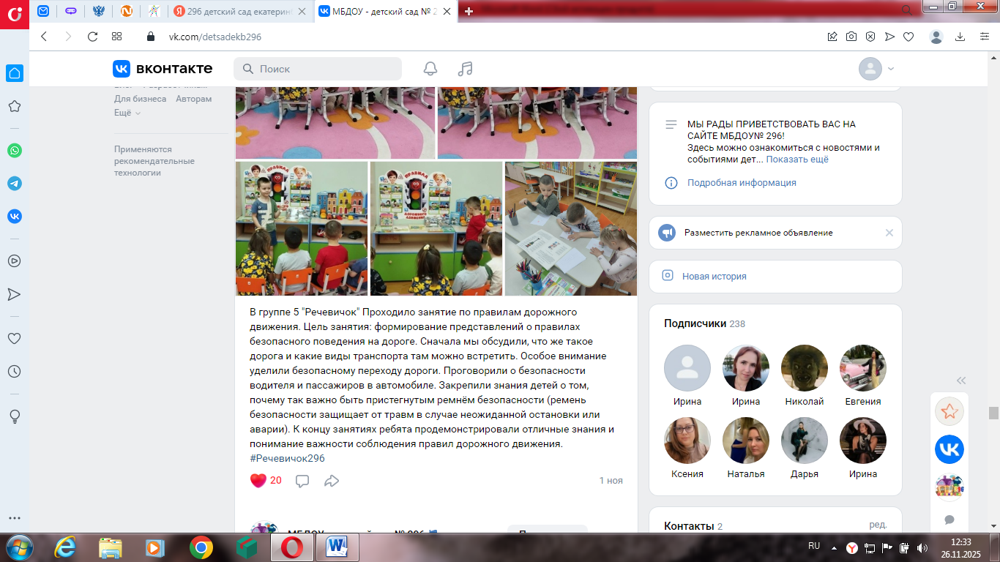 296 детский сад екатеринб
МБДОУ - детский сад № 2
vk.com/detsadekb296
вконтакте
Поиск
Для бизнеса Авторам
Ещё
Применяются
рекомендательные
технологии
МЫ РАДЫ ПРИВЕТСТВОВАТЬ ВАС НА
САЙТЕ МБДОУ№ 296!
Здесь можно ознакомиться с новостями и
событиями дет... Показать ещё
Подробная информация
Разместить рекламное объявление
Новая история
ПРАВИЛА
ПРАВИЛА
ДОРОЖНОГО
ДВИЖЕНИЯ
В группе 5 "Речевичок" Проходило занятие по правилам дорожного
движения. Цель занятия: формирование представлений о правилах
безопасного поведения на дороге. Сначала мы обсудили, что же такое
дорога и какие виды транспорта там можно встретить. Особое внимание
уделили безопасному переходу дороги. Проговорили о безопасности
водителя и пассажиров в автомобиле. Закрепили знания детей о том,
почему так важно быть пристегнутым ремнём безопасности (ремень
безопасности защищает от травм в случае неожиданной остановки или
аварии). К концу занятиях ребята продемонстрировали отличные знания и
понимание важности соблюдения правил дорожного движения.
#Речевичок296
20
1 ноя
Подписчики 238
Ирина Ирина Николай Евгения
Ксения Наталья Дарья Ирина
Контакты 2 ред.
RU
12:33
26.11.2025